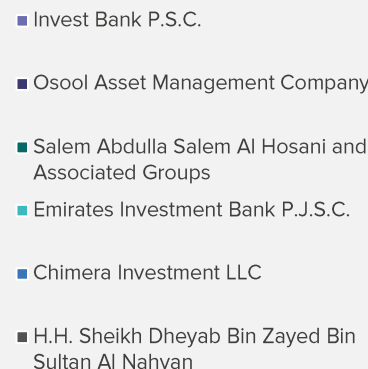 Invest Bank P.S.C.
Osool Asset Management Company
Salem Abdulla Salem Al Hosani and
Associated Groups
Emirates Investment Bank P.J.S.C.
Chimera Investment LLC
H.H. Sheikh Dheyab Bin Zayed Bin
Sultan Al Nahyan